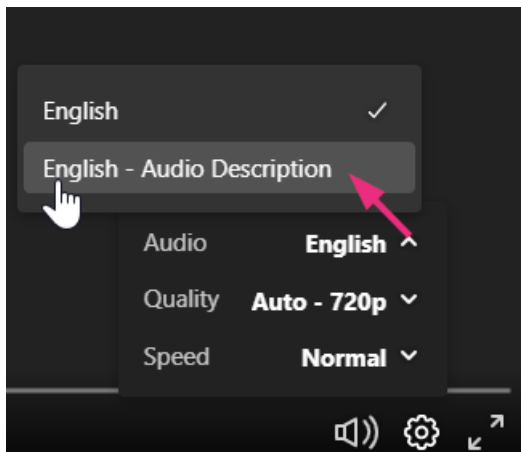 English
English - Audio Description
Audio English
Quality Auto - 720p
Speed Normal